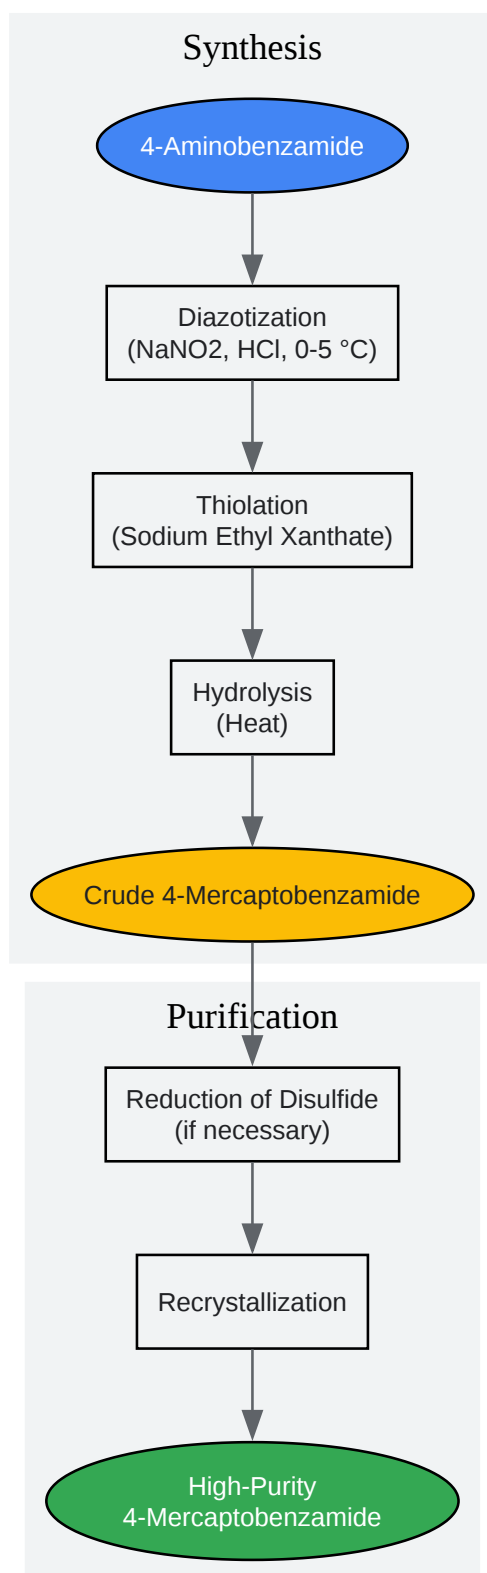 Synthesis
4-Aminobenzamide
Diazotization
(NaNO2, HCl, 0-5 °C)
Thiolation
(Sodium Ethyl Xanthate)
Hydrolysis
(Heat)
Crude 4-Mercaptobenzamide
Purification
Reduction of Disulfide
(if necessary)
Recrystallization
High-Purity
4-Mercaptobenzamide